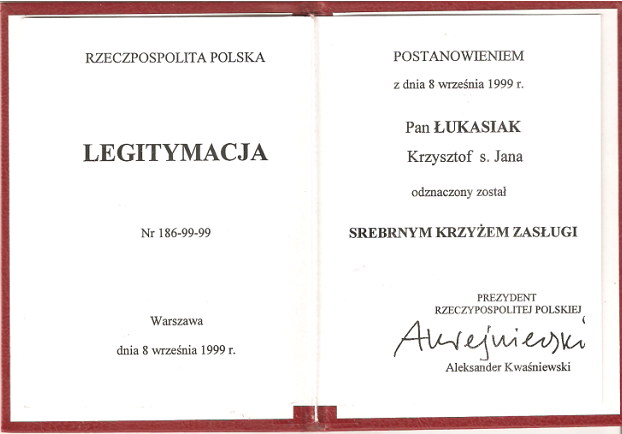 RZECZPOSPOLITA POLSKA
LEGITYMACJA
Nr 186-99-99
Warszawa
dnia 8 września 1999 r.
POSTANOWIENIEM
z dnia 8 września 1999 r.
Pan ŁUKASIAK
Krzysztof s. Jana
odznaczony został
SREBRNYM KRZYŻEM ZASŁUGI
PREZYDENT
RZECZYPOSPOLITEJ POLSKIEJ
Aleksander Kwaśniewski